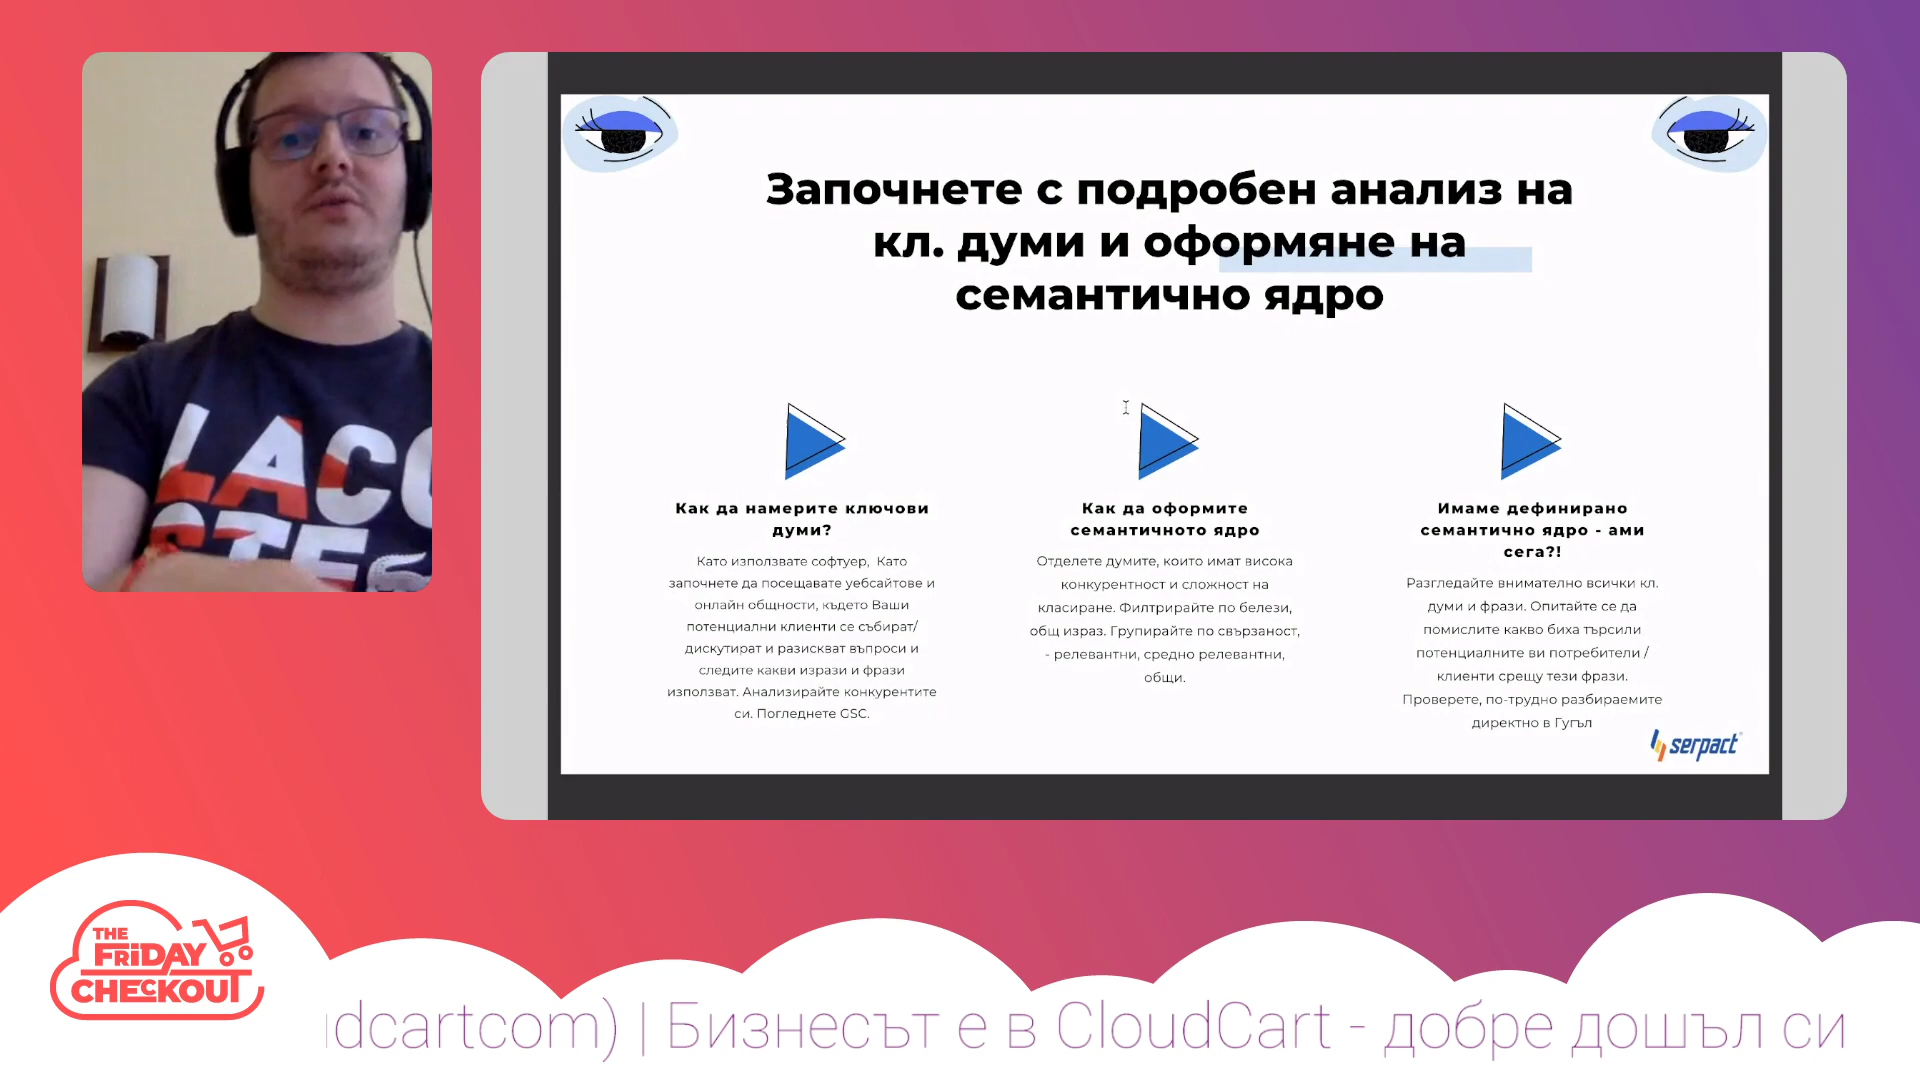 Започнете с подробен анализ на
кл. думи и оформяне на
семантично ядро
Как да намерите ключови
думи?
Като използвате софтуер, Като
започнете да посещавате уебсайтове и
онлайн общности, където Ваши
потенциални клиенти се събират/
дискутират и разискват въпроси и
следите какви изрази и фрази
използват. Анализирайте конкурентите
си. Погледнете GSC.
Как да оформите
семантичното ядро
Отделете думите, които имат висока
конкурентност и сложност на
класиране. Филтрирайте по белези,
общ израз. Групирайте по свързаност,
- релевантни, средно релевантни,
общи.
Имаме дефинирано
семантично ядро - ами
сега?!
Разгледайте внимателно всички кл.
думи и фрази. Опитайте се да
помислите какво биха търсили
потенциалните ви потребители /
клиенти срещу тези фрази.
Проверете, по-трудно разбираемите
директно в Гугъл
serpact
LACO
STE
THE
FRIDAY
CHECKOUT
dcartcom) | Бизнесът е в CloudCart - добре дошъл си